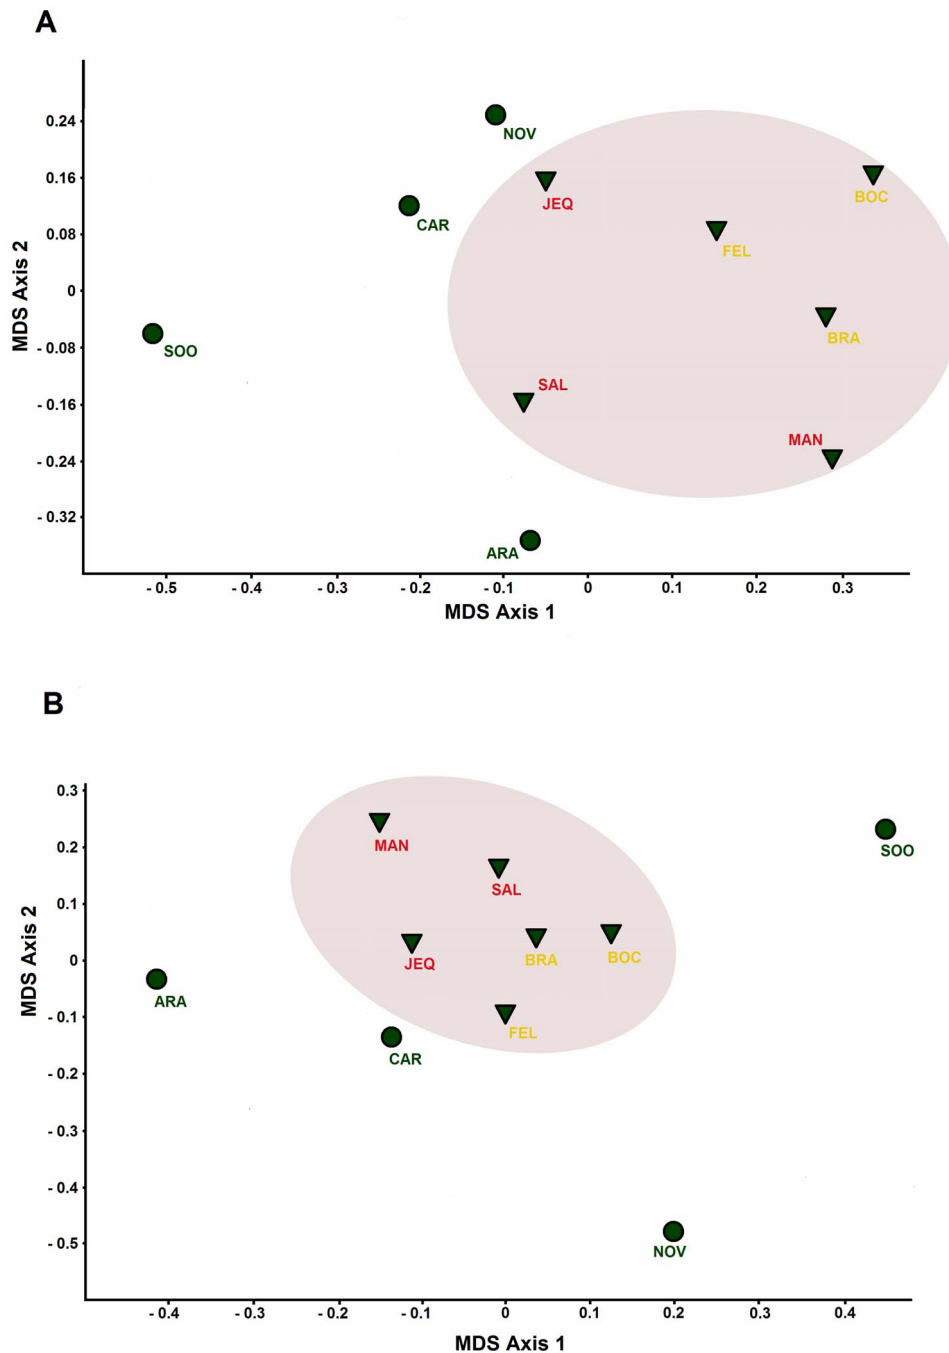 A
MDS Axis 2
0.24
0.16
0.08
0
- 0.08
- 0.16
- 0.24
- 0.32
NOV
JEQ
BOC
CAR
FEL
BRA
SOO
SAL
MAN
ARA
- 0.5 - 0.4 - 0.3 - 0.2 - 0.1 0 0.1 0.2 0.3
MDS Axis 1
B
MDS Axis 2
0.3
0.2
0.1
0
- 0.1
- 0.2
- 0.3
- 0.4
- 0.5
MAN
SOO
SAL
JEQ
BRA
BOC
ARA
FEL
CAR
NOV
- 0.4 - 0.3 - 0.2 - 0.1 0 0.1 0.2 0.3 0.4
MDS Axis 1